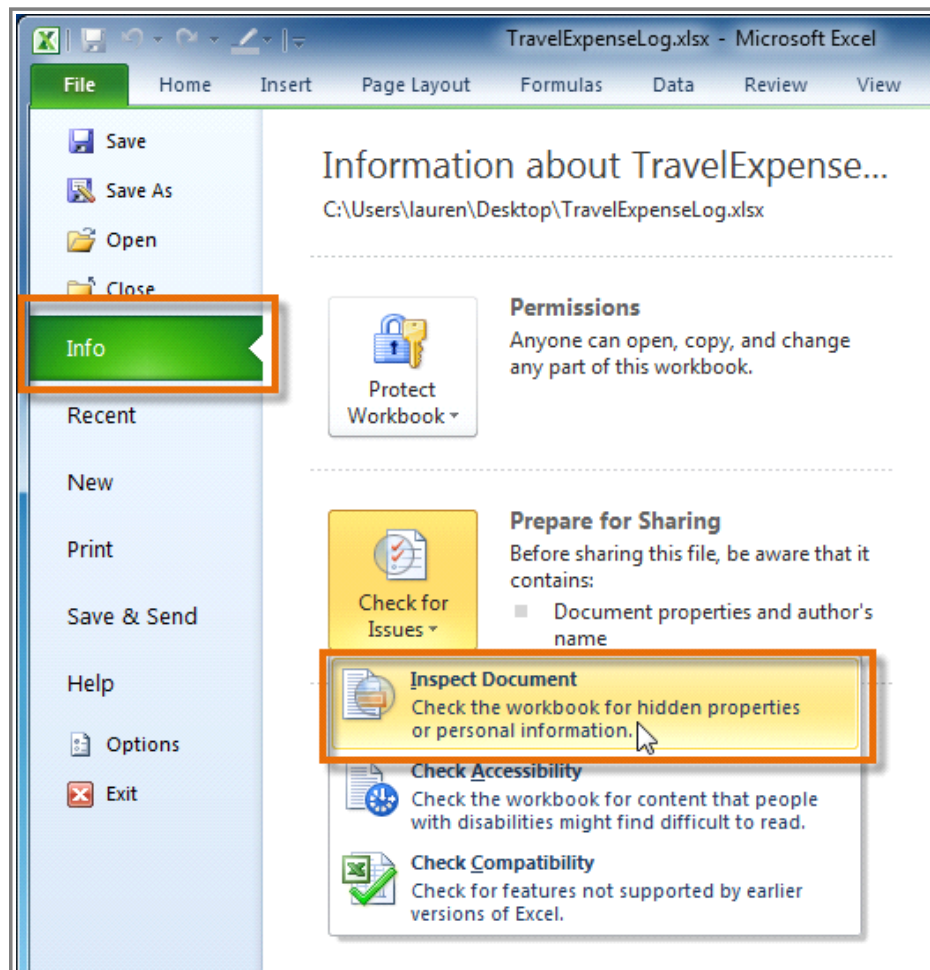 TravelExpenseLog.xlsx - Microsoft Excel
File Home Insert Page Layout Formulas Data Review View
Save
Save As
Open
Close
Info
Recent
New
Print
Save & Send
Help
Options
Exit
Information about TravelExpense...
C:\Users\lauren\Desktop\TravelExpenseLog.xlsx
Protect
Workbook
Permissions
Anyone can open, copy, and change
any part of this workbook.
Check for
Issues
Prepare for Sharing
Before sharing this file, be aware that it
contains:
Document properties and author's
name
Inspect Document
Check the workbook for hidden properties
or personal information.
Check Accessibility
Check the workbook for content that people
with disabilities might find difficult to read.
Check Compatibility
Check for features not supported by earlier
versions of Excel.